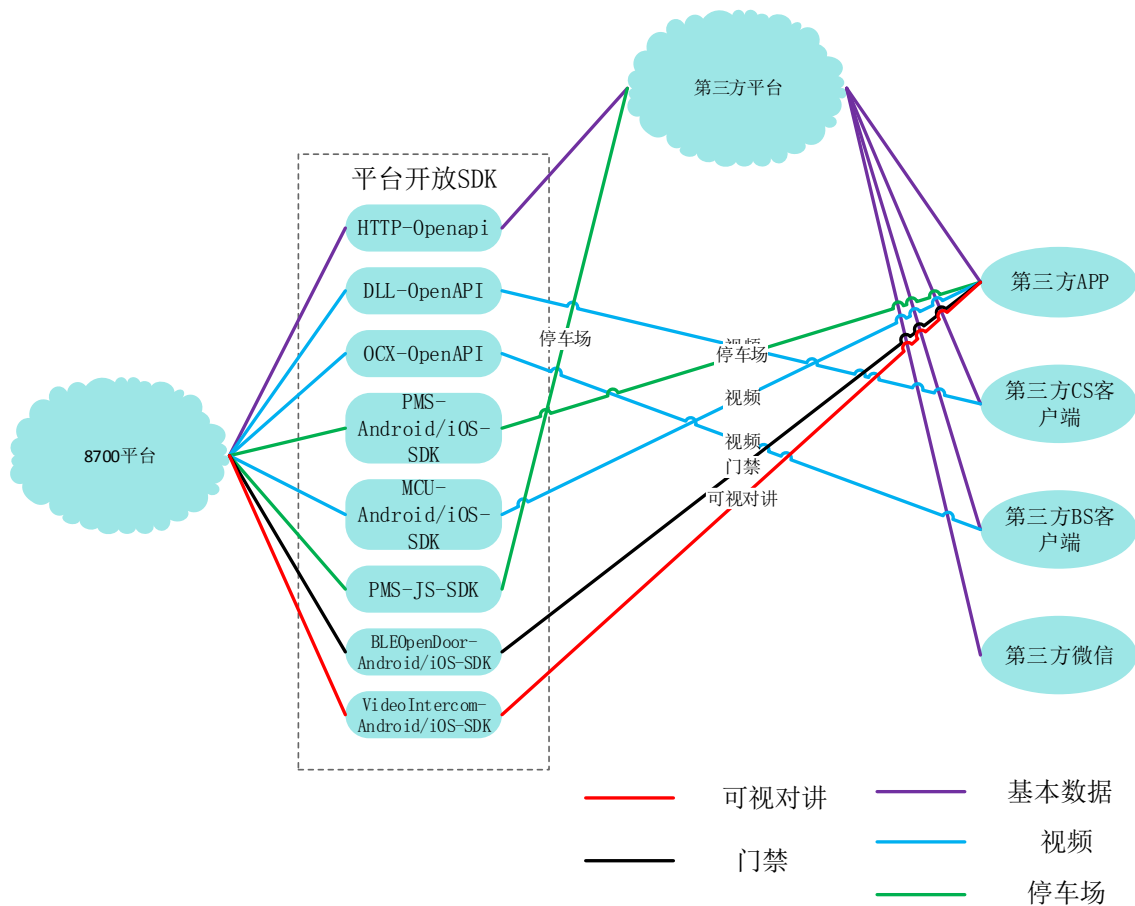 第三方平台
平台开放SDK
HTTP-Openapi
DLL-OpenAPI
OCX-OpenAPI
PMS-
Android/iOS-
SDK
MCU-
Android/iOS-
SDK
PMS-JS-SDK
BLEOpenDoor-
Android/iOS-SDK
VideoIntercom-
Android/iOS-SDK
8700平台
停车场
视频
停车场
视频
视频
门禁
可视对讲
第三方APP
第三方CS客
户端
第三方BS客
户端
第三方微信
可视对讲
基本数据
门禁
视频
停车场